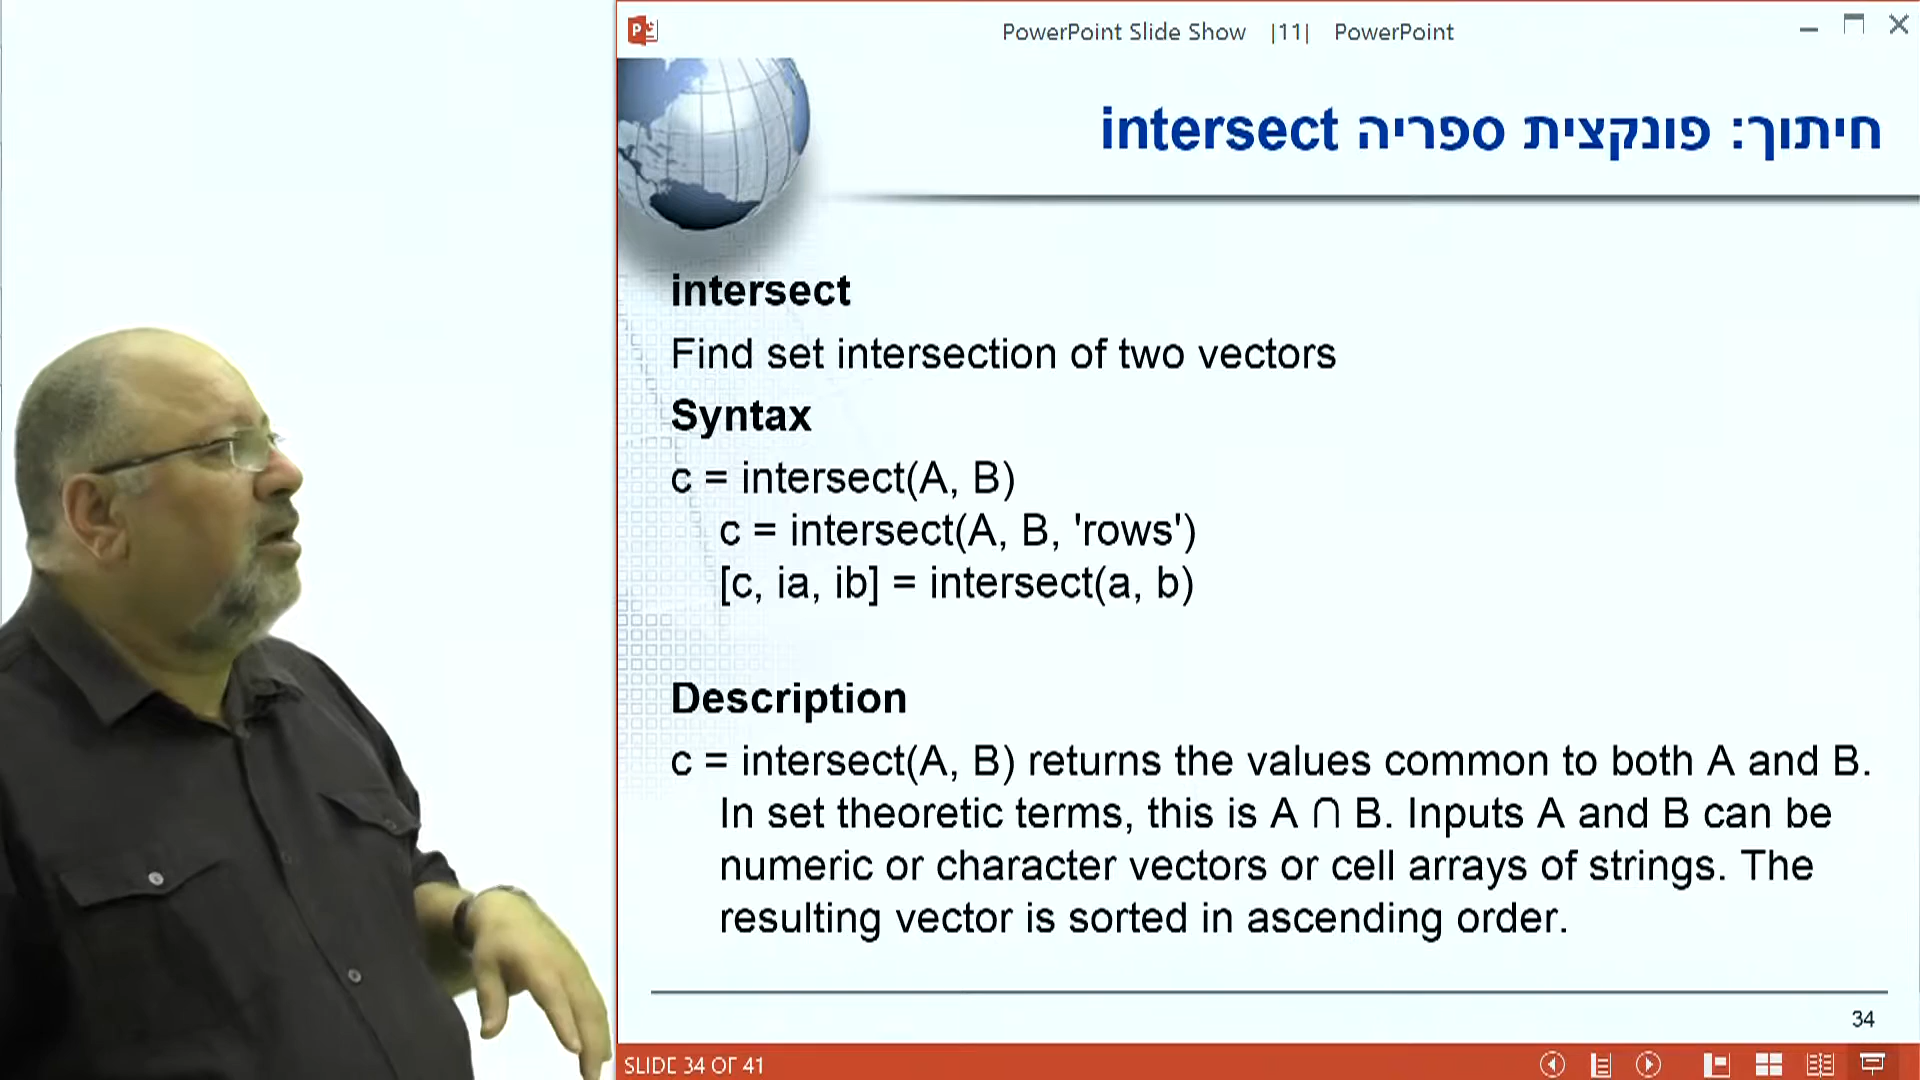 PowerPoint Slide Show |11| PowerPoint
חיתוך: פונקצית ספריה intersect
intersect
Find set intersection of two vectors
Syntax
c = intersect(A, B)
c = intersect(A, B, 'rows')
[c, ia, ib] = intersect(a, b)
Description
c = intersect(A, B) returns the values common to both A and B.
In set theoretic terms, this is A ∩ B. Inputs A and B can be
numeric or character vectors or cell arrays of strings. The
resulting vector is sorted in ascending order.
34
SLIDE 34 OF 41